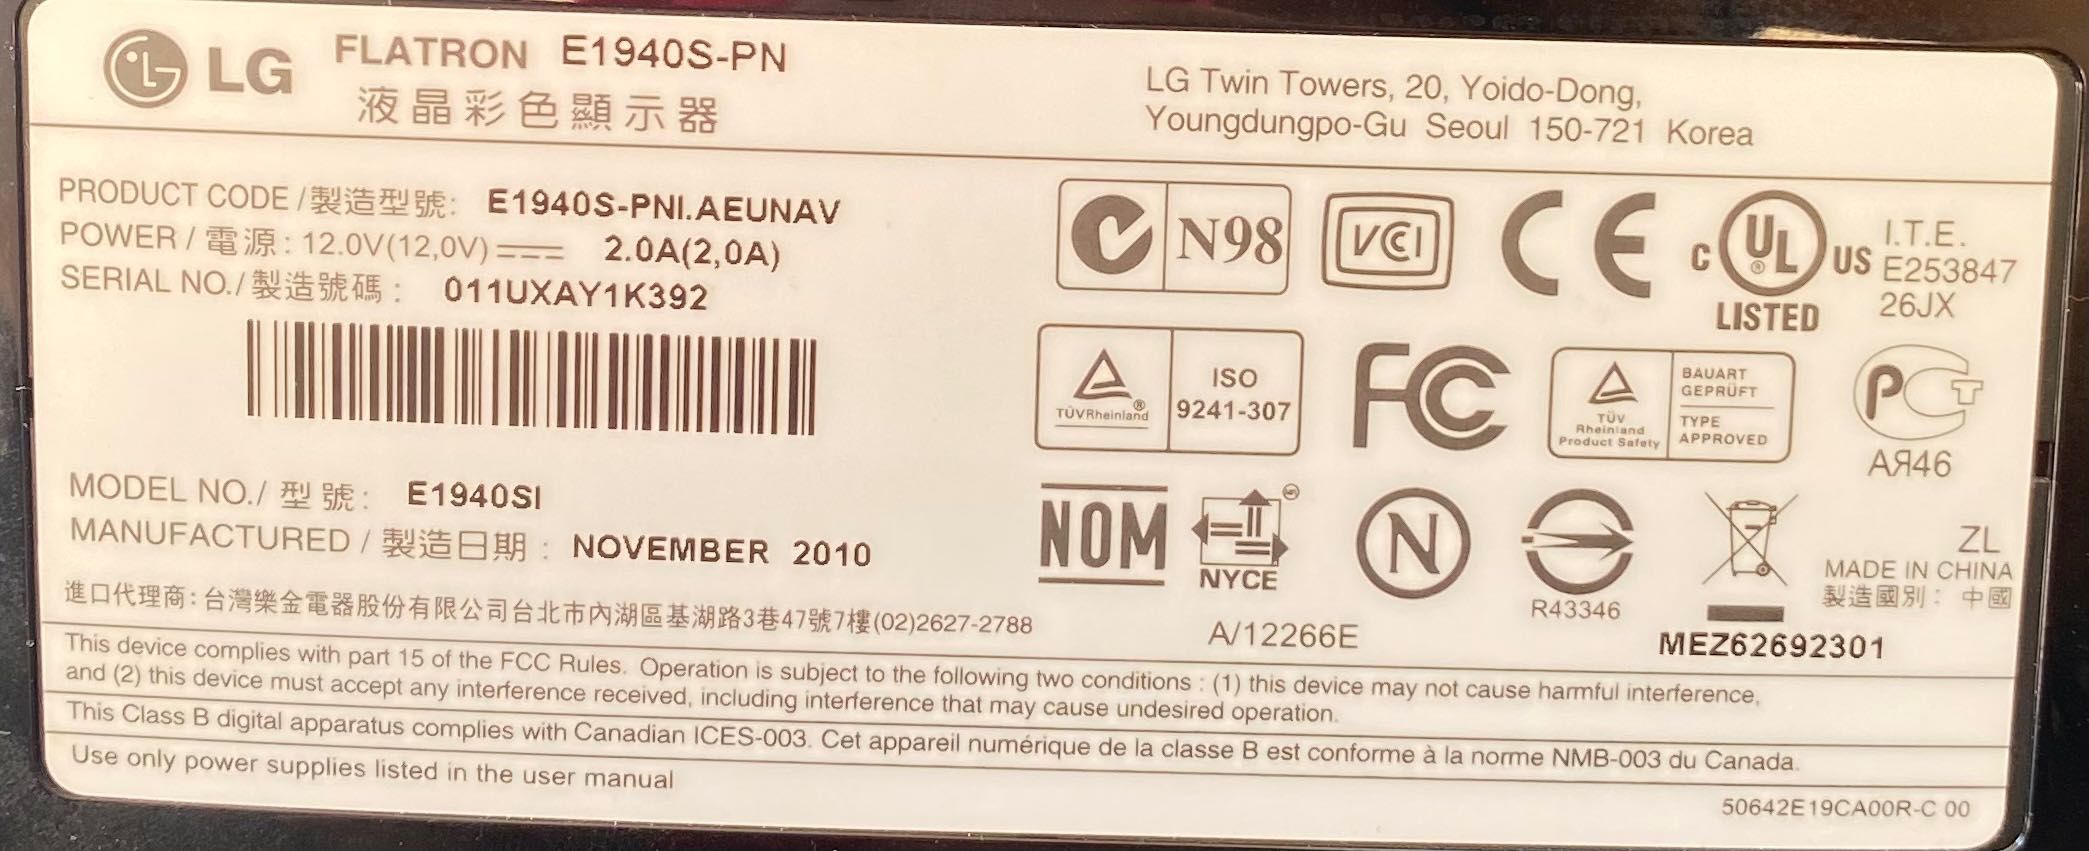 LG FLATRON E1940S-PN
液晶彩色顯示器
LG Twin Towers, 20, Yoido-Dong,
Youngdungpo-Gu Seoul 150-721 Korea
PRODUCT CODE /製造型號: E1940S-PNI.AEUNAV
POWER / 電源: 12.0V(12,0V) 2.0A(2,0A)
SERIAL NO./製造號碼: 011UXAY1K392
MODEL NO./ 型號: E1940SI
MANUFACTURED / 製造日期: NOVEMBER 2010
進口代理商:台灣樂金電器股份有限公司台北市內湖區基湖路3巷47號7樓(02)2627-2788
N98
VCI
CE
C UL ® US
LISTED
I.T.E.
E253847
26JX
TÜVRheinland®
ISO
9241-307
FC
TÜV
Rheinland
Product Safety
BAUART
GEPRÜFT
TYPE
APPROVED
PCT
АЯ46
NOM
NYCE
A/12266E
N
R43346
MEZ62692301
ZL
MADE IN CHINA
製造國別: 中國
This device complies with part 15 of the FCC Rules. Operation is subject to the following two conditions : (1) this device may not cause harmful interference,
and (2) this device must accept any interference received, including interference that may cause undesired operation.
This Class B digital apparatus complies with Canadian ICES-003. Cet appareil numérique de la classe B est conforme à la norme NMB-003 du Canada.
Use only power supplies listed in the user manual
50642E19CA00R-C 00